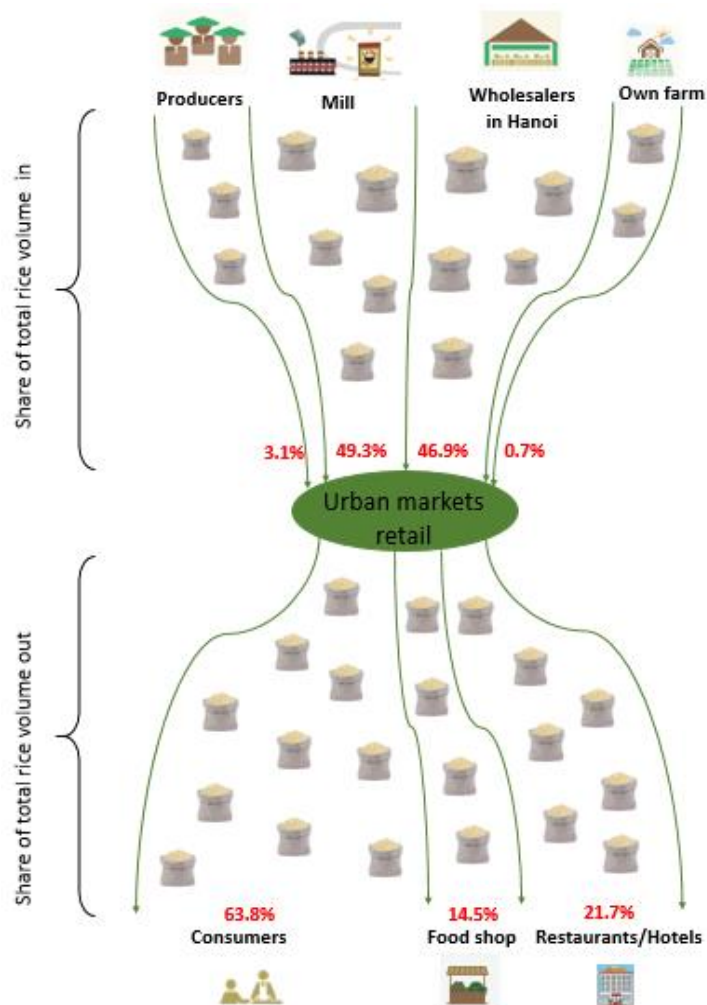 Producers
Mill
Wholesalers
in Hanoi
Own farm
Share of total rice volume in
3.1%
49.3%
46.9%
0.7%
Urban markets
retail
Share of total rice volume out
63.8%
Consumers
14.5%
Food shop
21.7%
Restaurants/Hotels